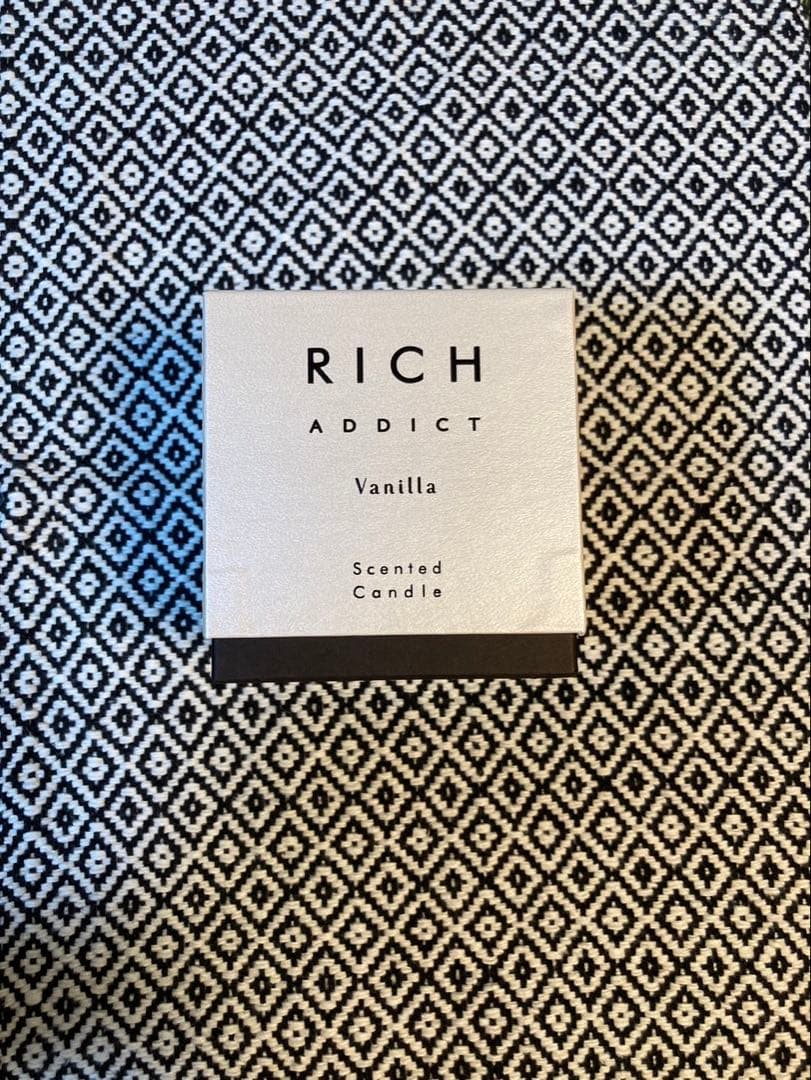 RICH
ADDICT
Vanilla
Scented
Candle